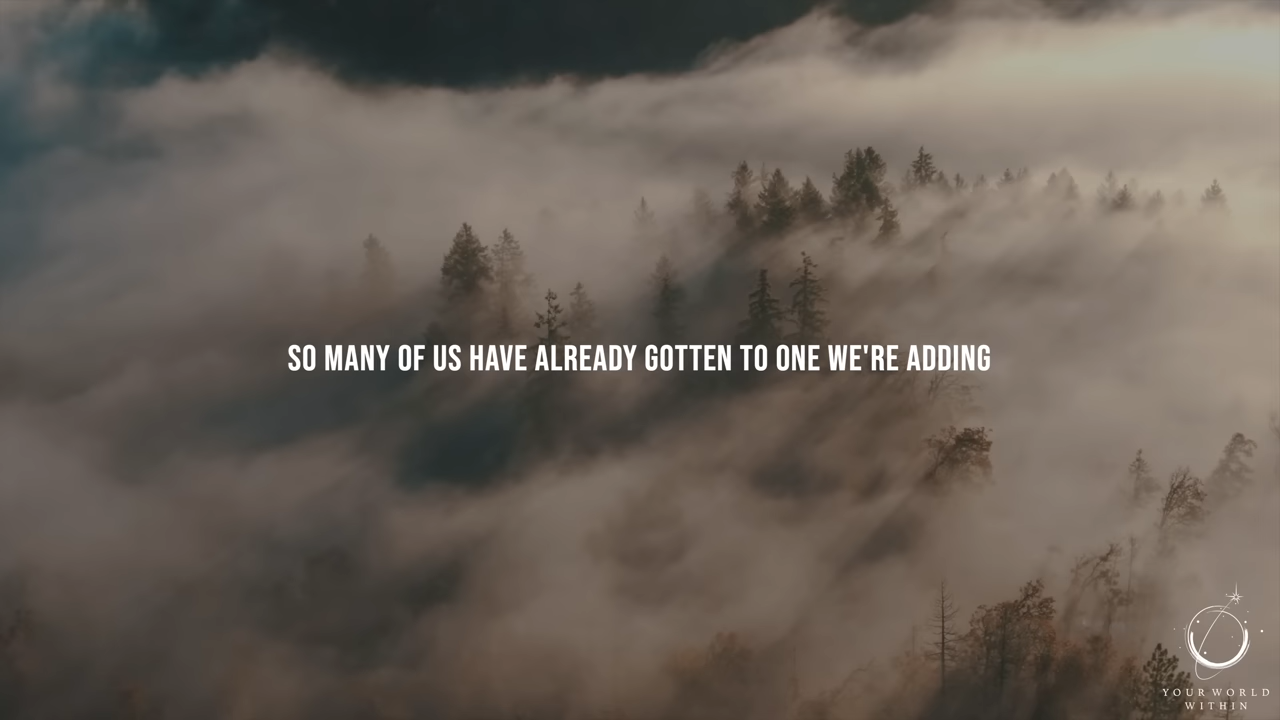 SO MANY OF US HAVE ALREADY GOTTEN TO ONE WE'RE ADDING
YOUR WORLD
WITHIN